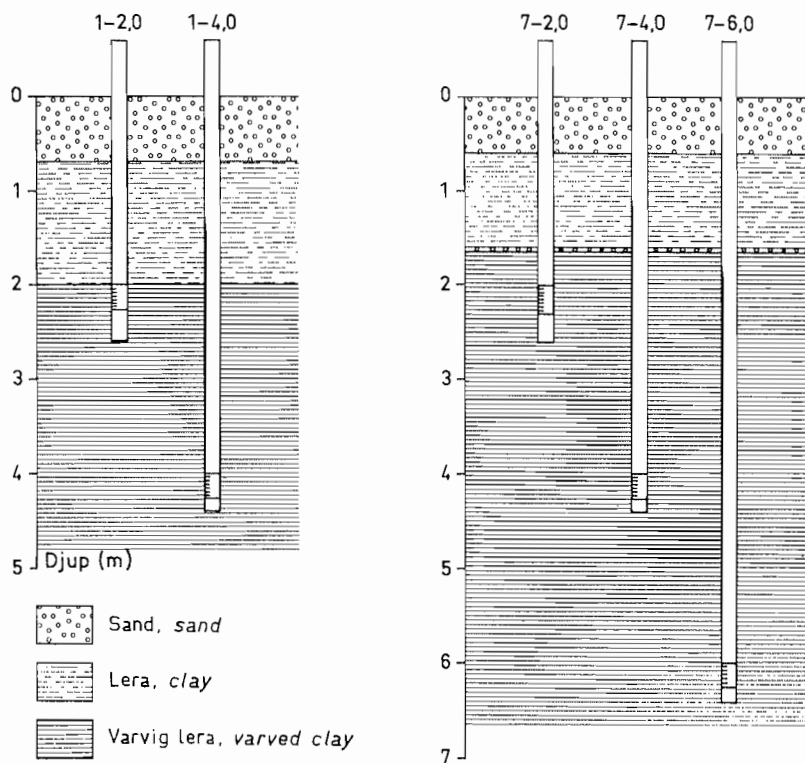 1-2,0 1-4,0
0
1
2
3
4
5 Djup (m)
Sand, sand
Lera, clay
Varvig lera, varved clay
7-2,0 7-4,0 7-6,0
0
1
2
3
4
5
6
7